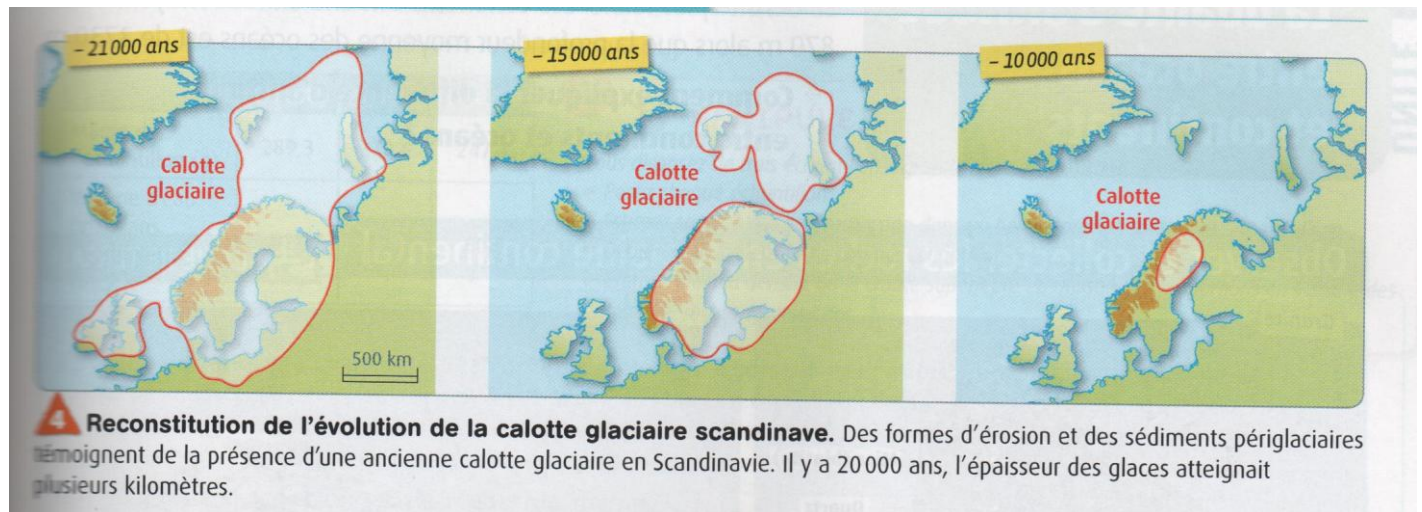 – 21 000 ans
– 15 000 ans
– 10 000 ans
Calotte
glaciaire
Calotte
glaciaire
Calotte
glaciaire
500 km
4 Reconstitution de l'évolution de la calotte glaciaire scandinave. Des formes d'érosion et des sédiments périglaciaires
témoignent de la présence d'une ancienne calotte glaciaire en Scandinavie. Il y a 20 000 ans, l'épaisseur des glaces atteignait
plusieurs kilomètres.